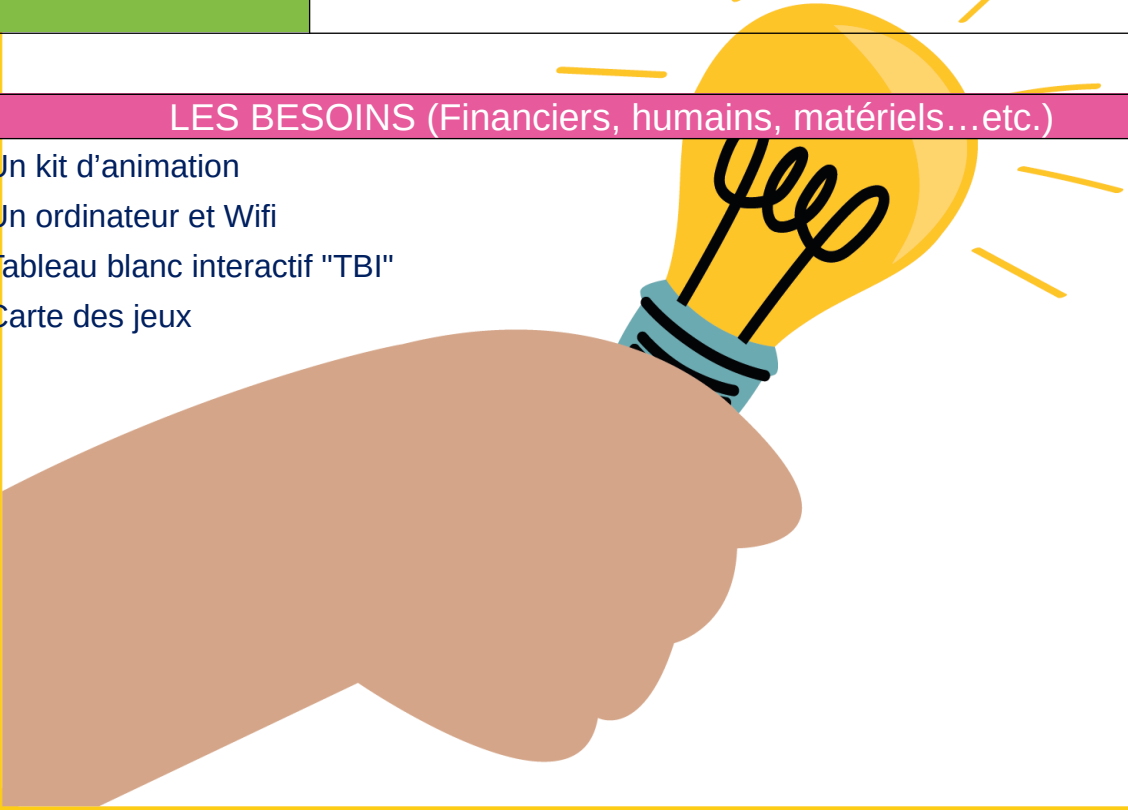 LES BESOINS (Financiers, humains, matériels…etc.)
Un kit d’animation
Un ordinateur et Wifi
Tableau blanc interactif "TBI"
Carte des jeux